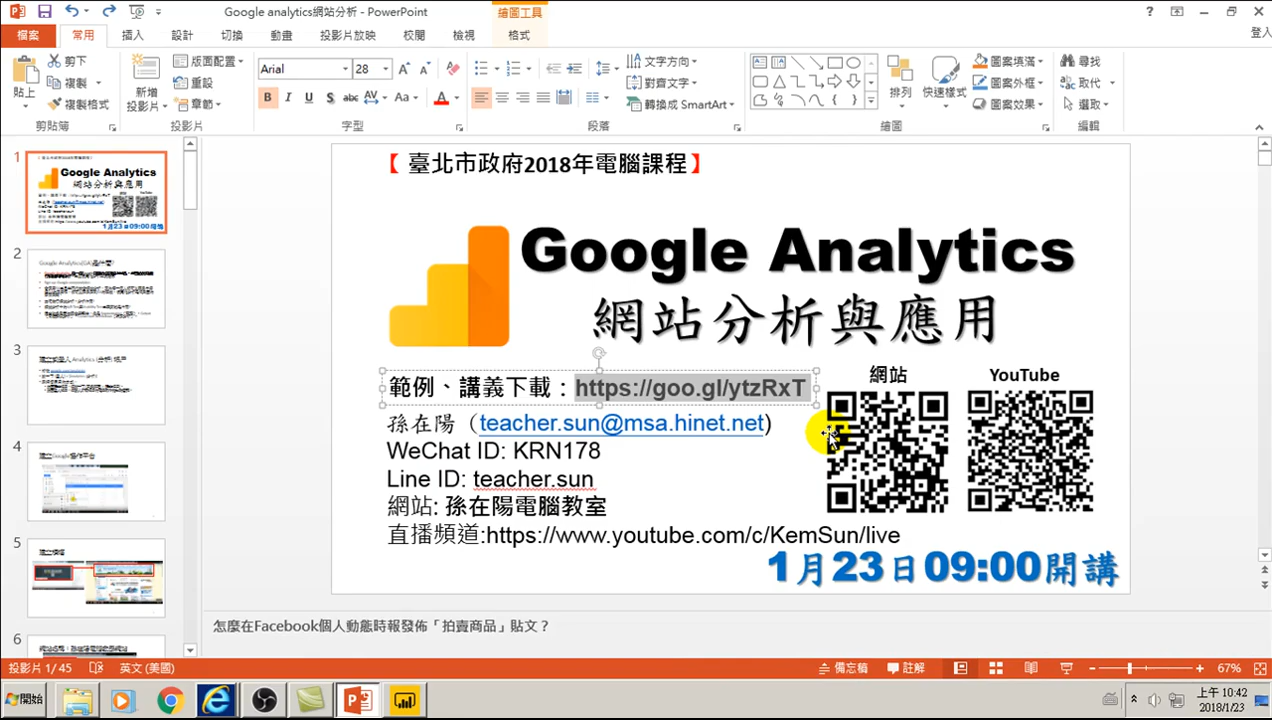 Google analytics網站分析 - PowerPoint
繪圖工具
檔案 常用 插入 設計 切換 動畫 投影片放映 校閱 檢視 格式 登入
貼上 剪下 複製 複製格式 剪貼簿
新增投影片 版面配置 重設 章節 投影片
Arial 28 B I U S abc AV Aa A 字型
文字方向 對齊文字 轉換成 SmartArt 段落
排列 快速樣式 圖案填滿 圖案外框 圖案效果 繪圖
尋找 取代 選取 編輯
1
2
3
4
5
6
【 臺北市政府2018年電腦課程 】
Google Analytics
網站分析與應用
範例、講義下載：https://goo.gl/ytzRxT
網站 YouTube
孫在陽（teacher.sun@msa.hinet.net)
WeChat ID: KRN178
Line ID: teacher.sun
網站: 孫在陽電腦教室
直播頻道:https://www.youtube.com/c/KemSun/live
1月23日09:00開講
怎麼在Facebook個人動態時報發佈「拍賣商品」貼文？
投影片 1/45 英文 (美國) 備忘稿 註解 67%
開始 上午 10:42
2018/1/23